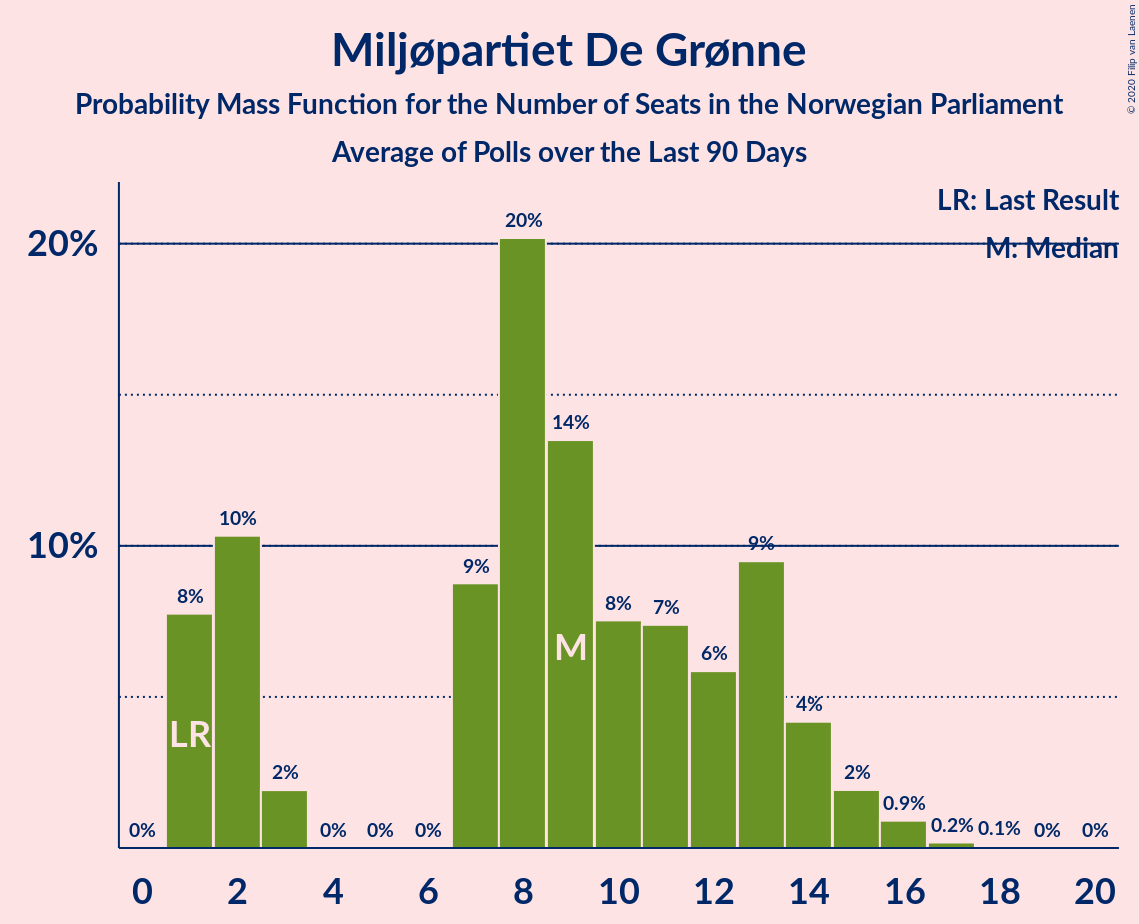 Miljøpartiet De Grønne
Probability Mass Function for the Number of Seats in the Norwegian Parliament
Average of Polls over the Last 90 Days
© 2020 Filip van Laenen
LR: Last Result
M: Median
20%
10%
0%
8%
10%
2%
0%
0%
0%
9%
20%
14%
8%
7%
6%
9%
4%
2%
0.9%
0.2%
0.1%
0%
0%
LR
M
0 2 4 6 8 10 12 14 16 18 20